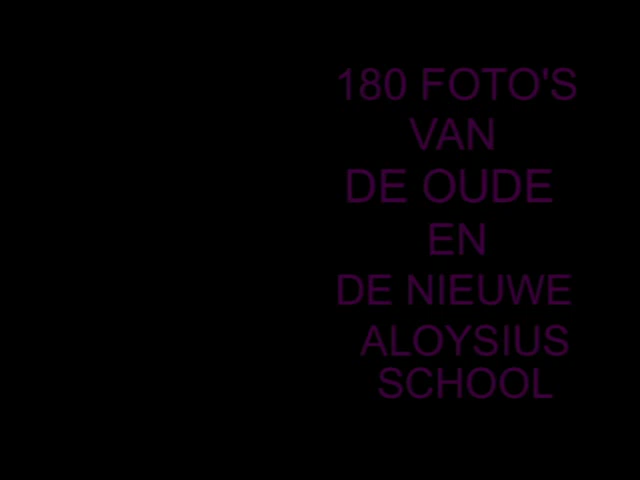 180 FOTO'S
VAN
DE OUDE
EN
DE NIEUWE
ALOYSIUS
SCHOOL